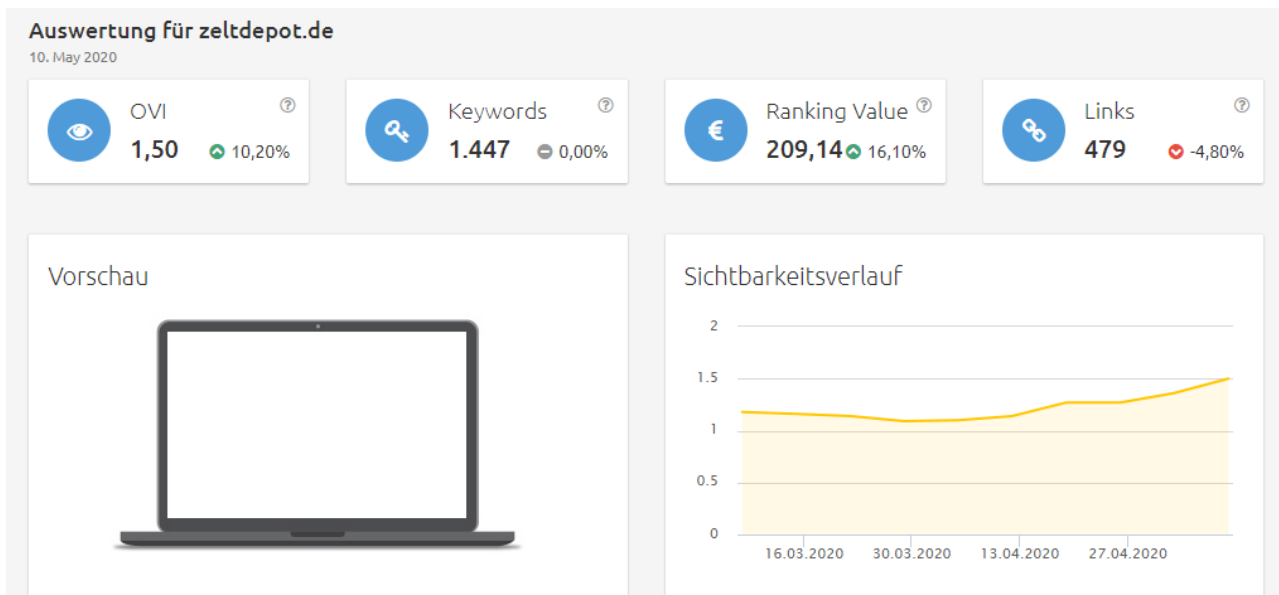 Auswertung für zeltdepot.de
10. May 2020
OVI ?
1,50 10,20%
Keywords ?
1.447 0,00%
Ranking Value ?
€
209,14 16,10%
Links ?
479 -4,80%
Vorschau
Sichtbarkeitsverlauf
2
1.5
1
0.5
0
16.03.2020 30.03.2020 13.04.2020 27.04.2020